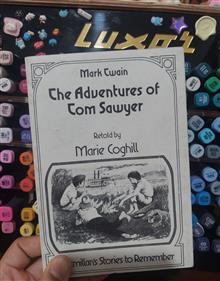 Luxor
Mark Twain
The Adventures of
Tom Sawyer
Retold by
Marie Coghill
millan's Stories to Remember